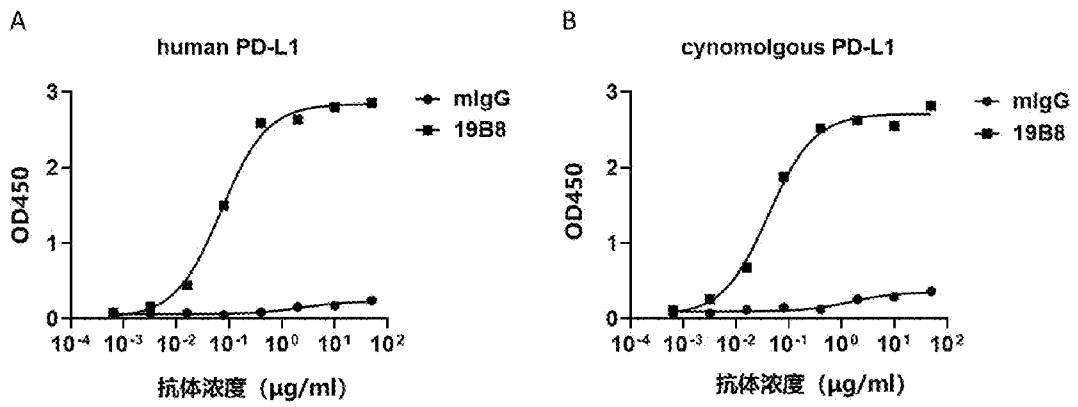 A
human PD-L1
3
2
1
0
OD450
10⁻⁴ 10⁻³ 10⁻² 10⁻¹ 10⁰ 10¹ 10²
抗体浓度（μg/ml）
mIgG
19B8
B
cynomolgous PD-L1
3
2
1
0
OD450
10⁻⁴ 10⁻³ 10⁻² 10⁻¹ 10⁰ 10¹ 10²
抗体浓度（μg/ml）
mIgG
19B8